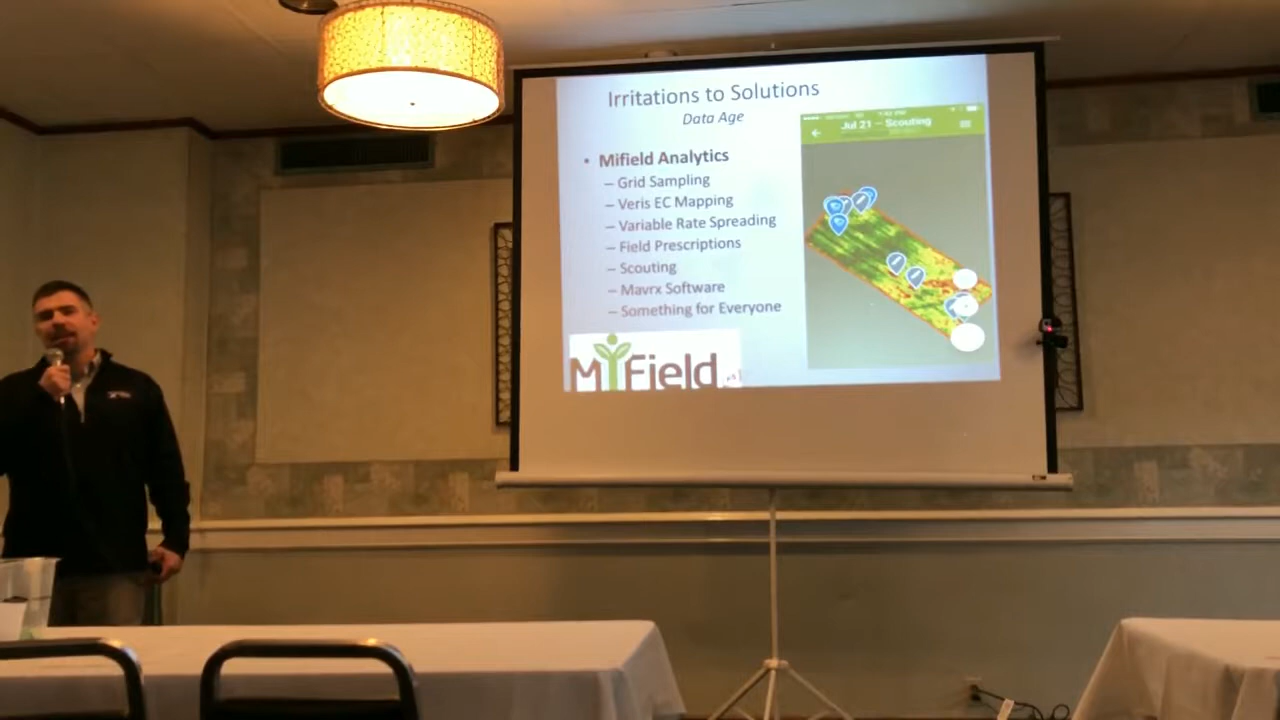 Irritations to Solutions
Data Age
• Mifield Analytics
– Grid Sampling
– Veris EC Mapping
– Variable Rate Spreading
– Field Prescriptions
– Scouting
– Mavrx Software
– Something for Everyone
Jul 21 – Scouting
MYField